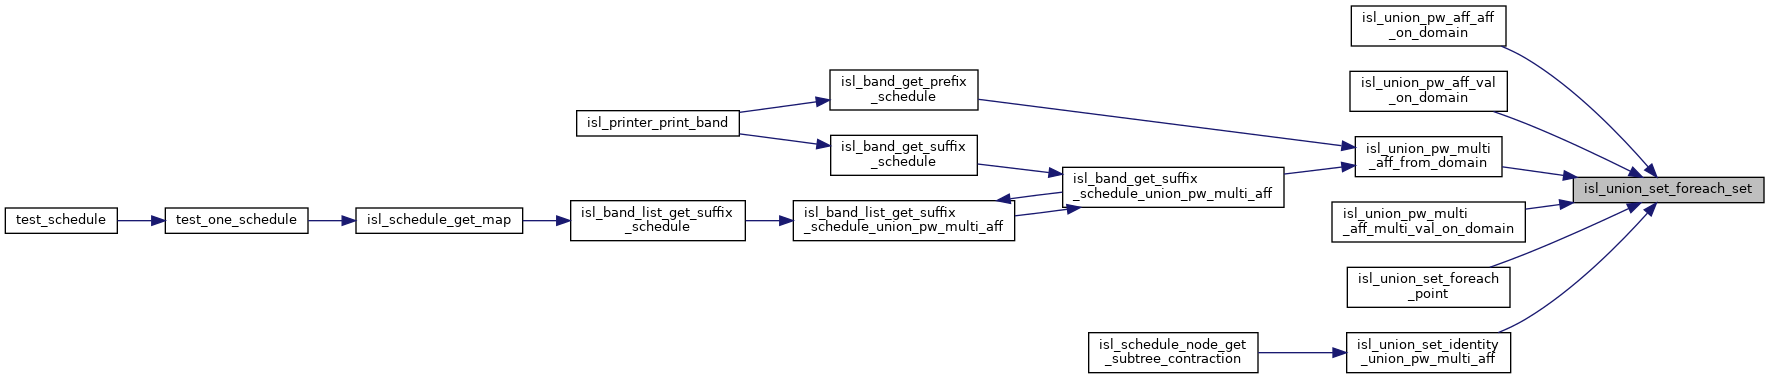 isl_union_pw_aff_aff
_on_domain
isl_union_pw_aff_val
_on_domain
isl_band_get_prefix
_schedule
isl_printer_print_band
isl_band_get_suffix
_schedule
isl_union_pw_multi
_aff_from_domain
isl_band_get_suffix
_schedule_union_pw_multi_aff
isl_union_set_foreach_set
test_schedule
test_one_schedule
isl_schedule_get_map
isl_band_list_get_suffix
_schedule
isl_band_list_get_suffix
_schedule_union_pw_multi_aff
isl_union_pw_multi
_aff_multi_val_on_domain
isl_union_set_foreach
_point
isl_schedule_node_get
_subtree_contraction
isl_union_set_identity
_union_pw_multi_aff